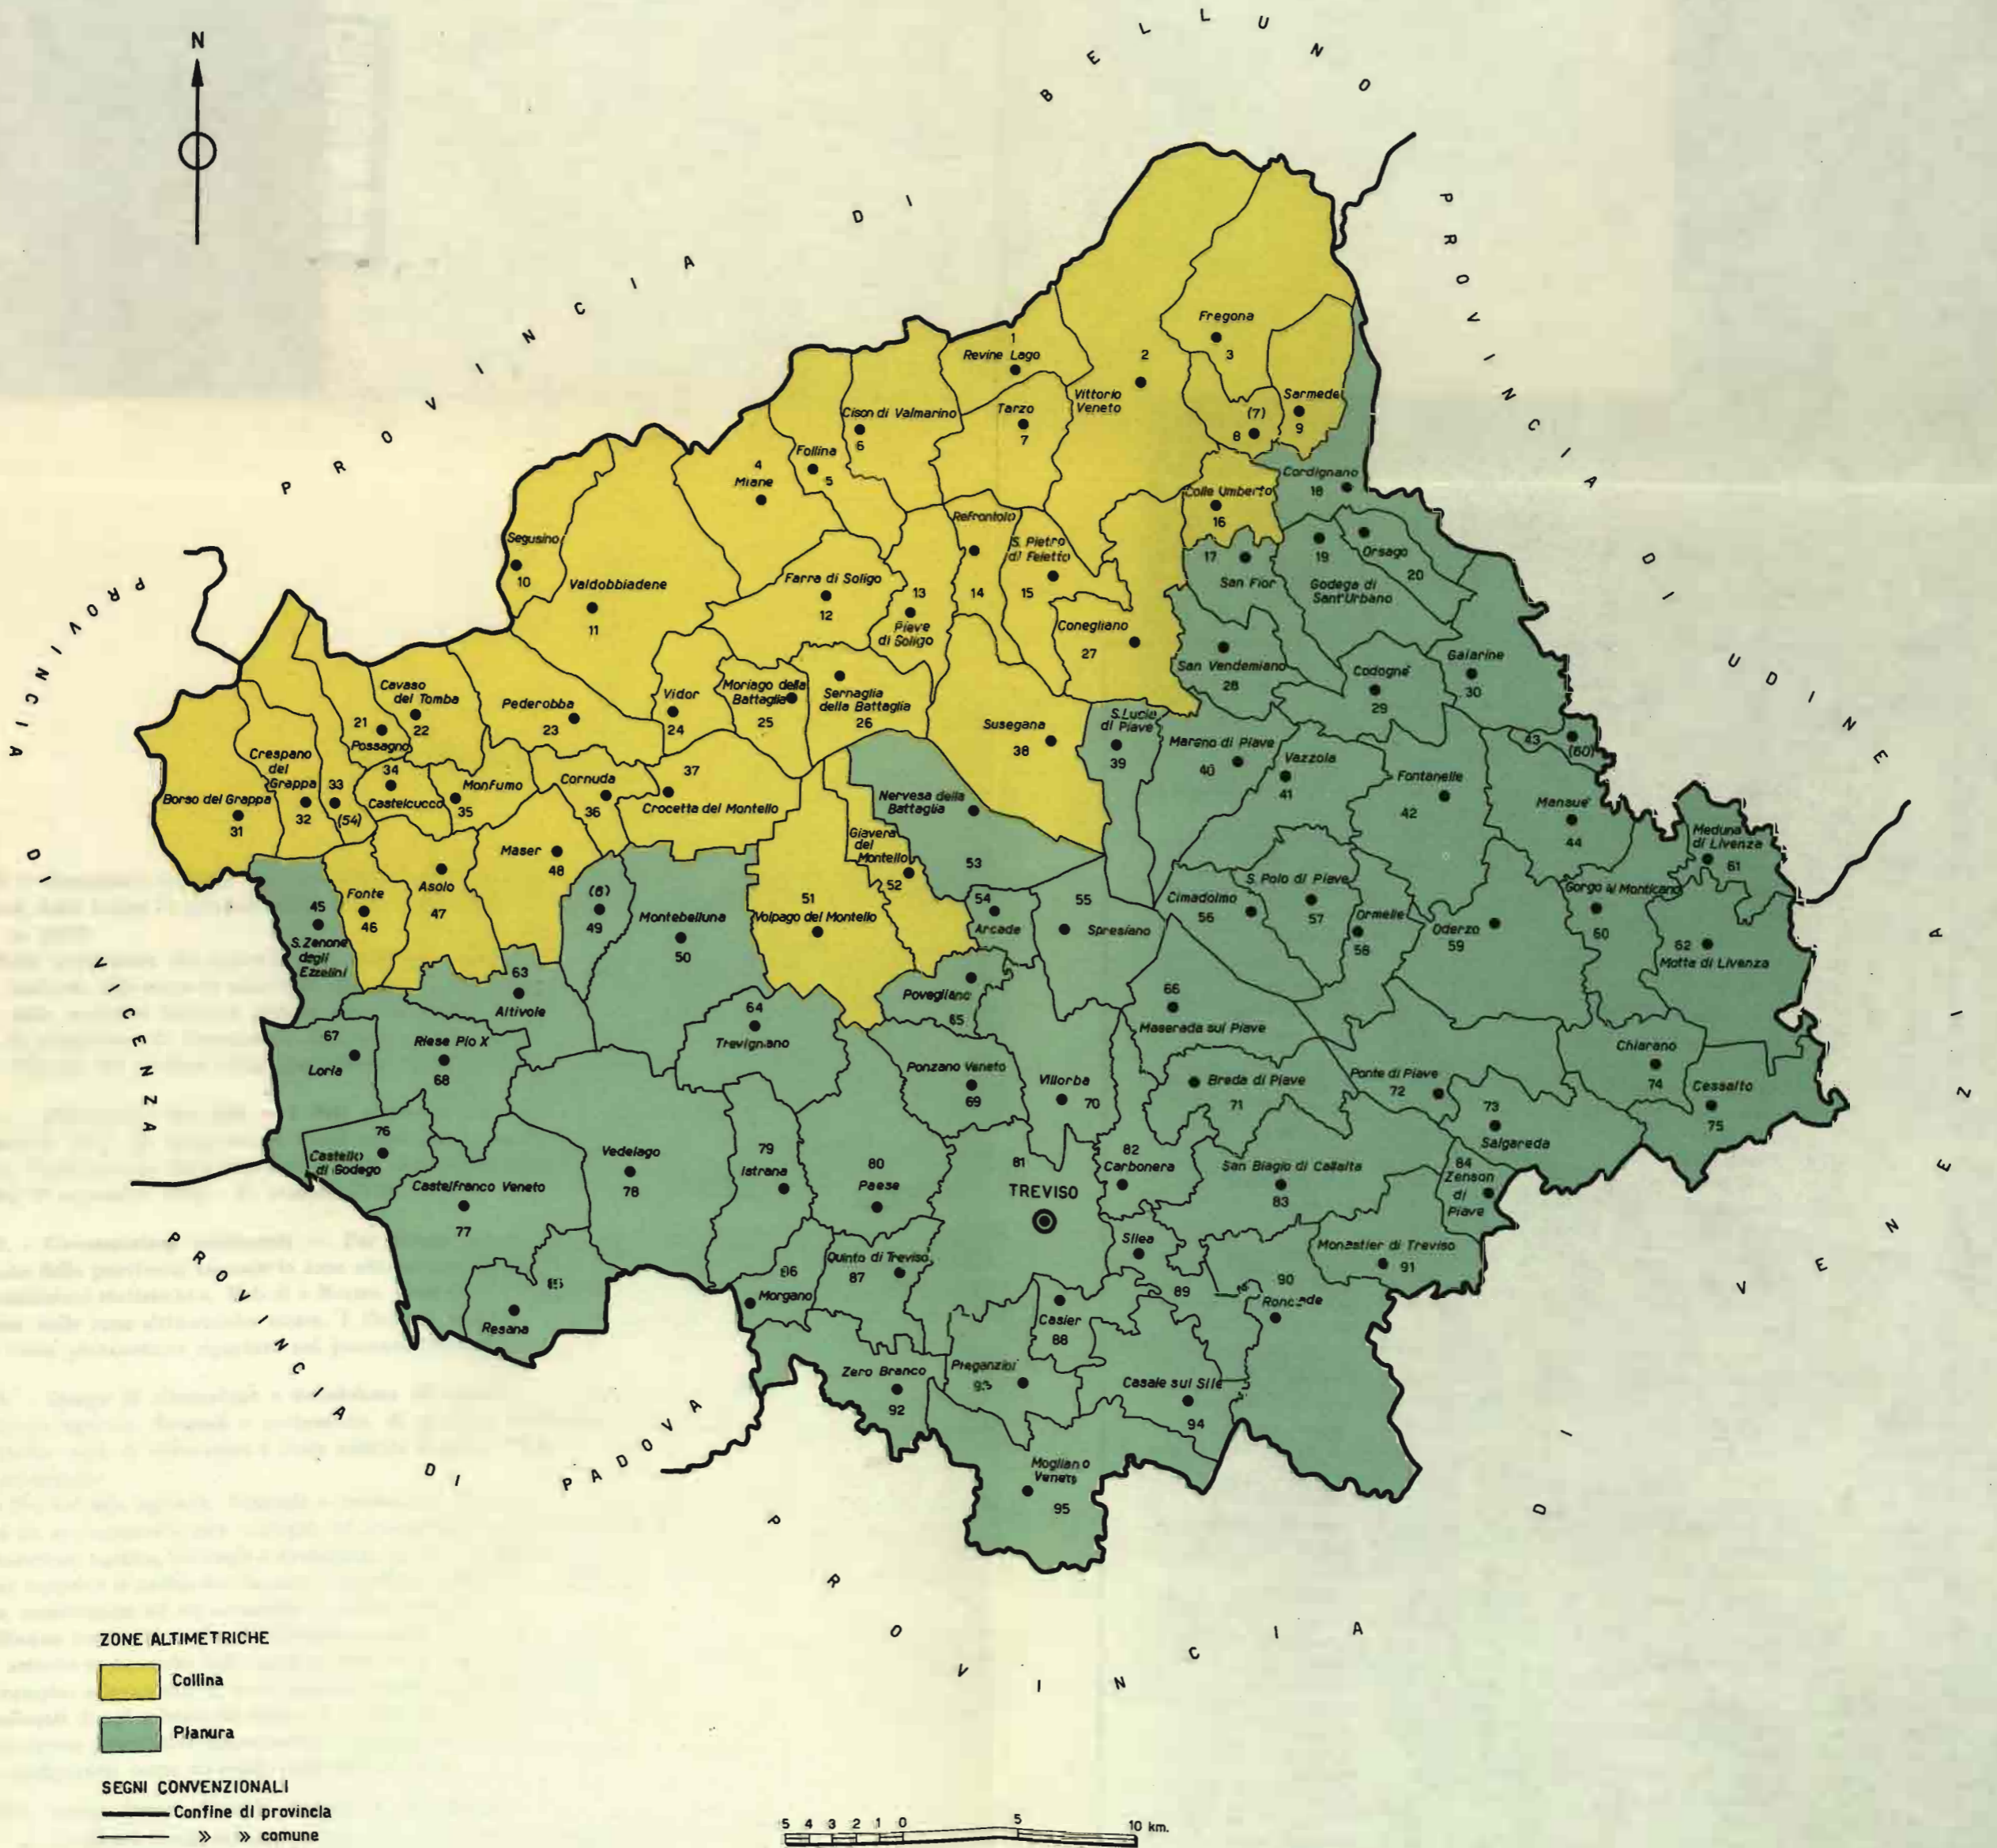 N
PROVINCIA DI BELLUNO
PROVINCIA DI UDINE
PROVINCIA DI VENEZIA
PROVINCIA DI PADOVA
PROVINCIA DI VICENZA
1
Revine Lago
2
Vittorio
Veneto
Fregona
3
4
Miane
Follina
5
Cison di Valmarino
6
Tarzo
7
(7)
8
Sarmede
9
Segusino
10
Valdobbiadene
11
Farra di Soligo
12
13
Pieve
di Soligo
Refrontolo
14
S. Pietro
di Feletto
15
Colle Umberto
16
17
San Fior
Cordignano
18
19
Godega di
Sant'Urbano
Orsago
20
21
Possagno
Cavaso
del Tomba
22
Pederobba
23
Vidor
24
Moriago della
Battaglia
25
Sernaglia
della Battaglia
26
Conegliano
27
San Vendemiano
28
Codognè
29
Gaiarine
30
Borso del Grappa
31
Crespano
del
Grappa
32
33
(54)
34
Castelcucco
Monfumo
35
Cornuda
36
37
Crocetta del Montello
Susegana
38
S. Lucia
di Piave
39
Mareno di Piave
40
Vazzola
41
Fontanelle
42
43
(60)
Mansuè
44
45
S. Zenone
degli
Ezzelini
Fonte
46
Asolo
47
Maser
48
(8)
49
Montebelluna
50
51
Volpago del Montello
Giavera
del
Montello
52
Nervesa della
Battaglia
53
54
Arcade
55
Spresiano
Cimadolmo
56
S. Polo di Piave
57
Ormelle
58
Oderzo
59
Gorgo al Monticano
60
Meduna
di Livenza
61
62
Motta di Livenza
63
Altivole
64
Trevignano
Povegliano
65
66
Maserada sul Piave
67
Loria
Riese Pio X
68
Ponzano Veneto
69
Villorba
70
Breda di Piave
71
Ponte di Piave
72
73
Salgareda
Chiarano
74
Cessalto
75
76
Castello
di Godego
Castelfranco Veneto
77
Vedelago
78
79
Istrana
80
Paese
81
TREVISO
82
Carbonera
San Biagio di Callalta
83
84
Zenson
di
Piave
85
Resana
86
Morgano
Quinto di Treviso
87
Casier
88
Silea
89
90
Roncade
Monastier di Treviso
91
Zero Branco
92
Preganziol
93
Casale sul Sile
94
Mogliano
Veneto
95
ZONE ALTIMETRICHE
Collina
Pianura
SEGNI CONVENZIONALI
Confine di provincia
» » comune
5 4 3 2 1 0 5 10 km.